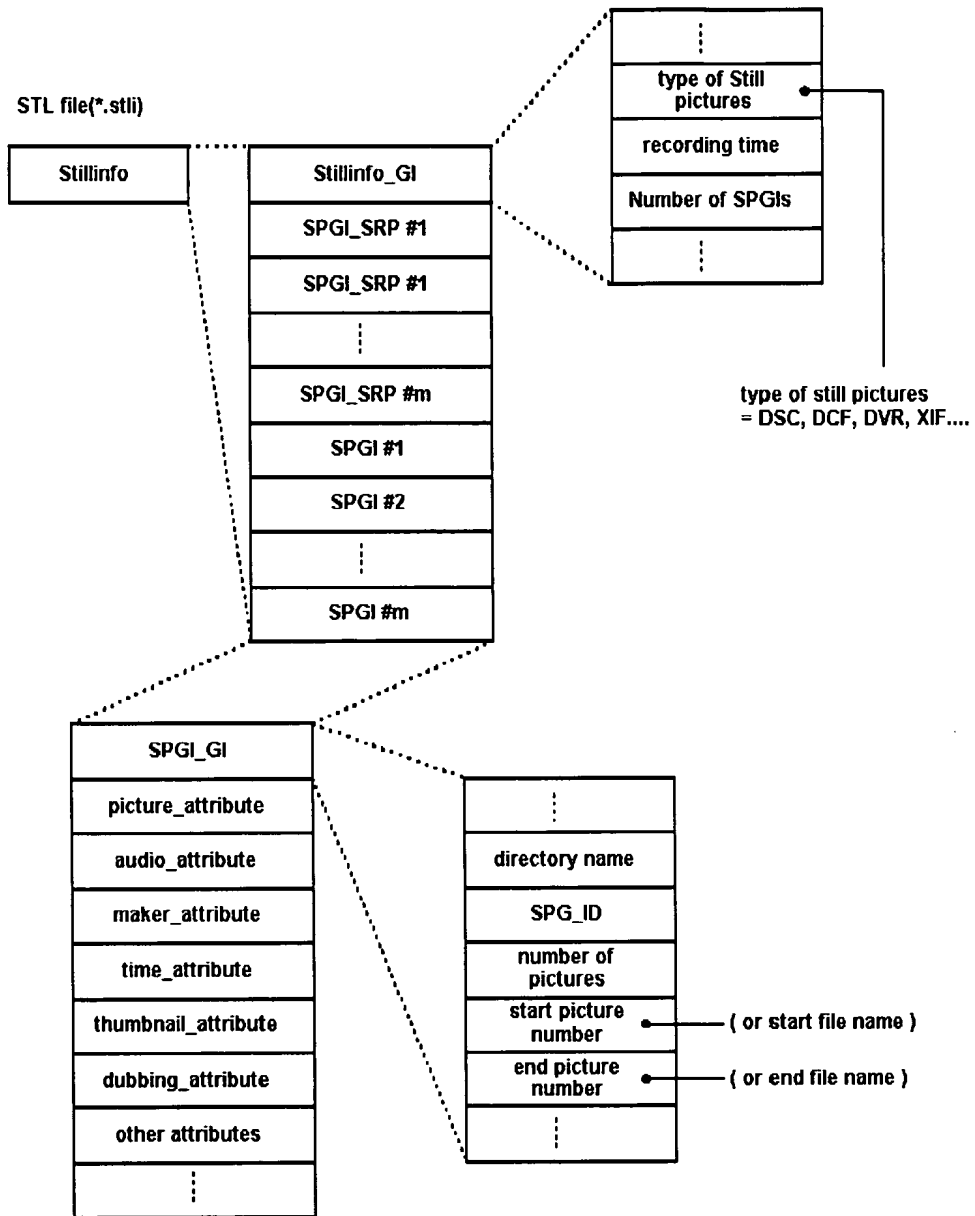 STL file(*.stli)
Stillinfo
Stillinfo_GI
SPGI_SRP #1
SPGI_SRP #1
SPGI_SRP #m
SPGI #1
SPGI #2
SPGI #m
type of Still
pictures
recording time
Number of SPGIs
type of still pictures
= DSC, DCF, DVR, XIF....
SPGI_GI
picture_attribute
audio_attribute
maker_attribute
time_attribute
thumbnail_attribute
dubbing_attribute
other attributes
directory name
SPG_ID
number of
pictures
start picture
number
( or start file name )
end picture
number
( or end file name )